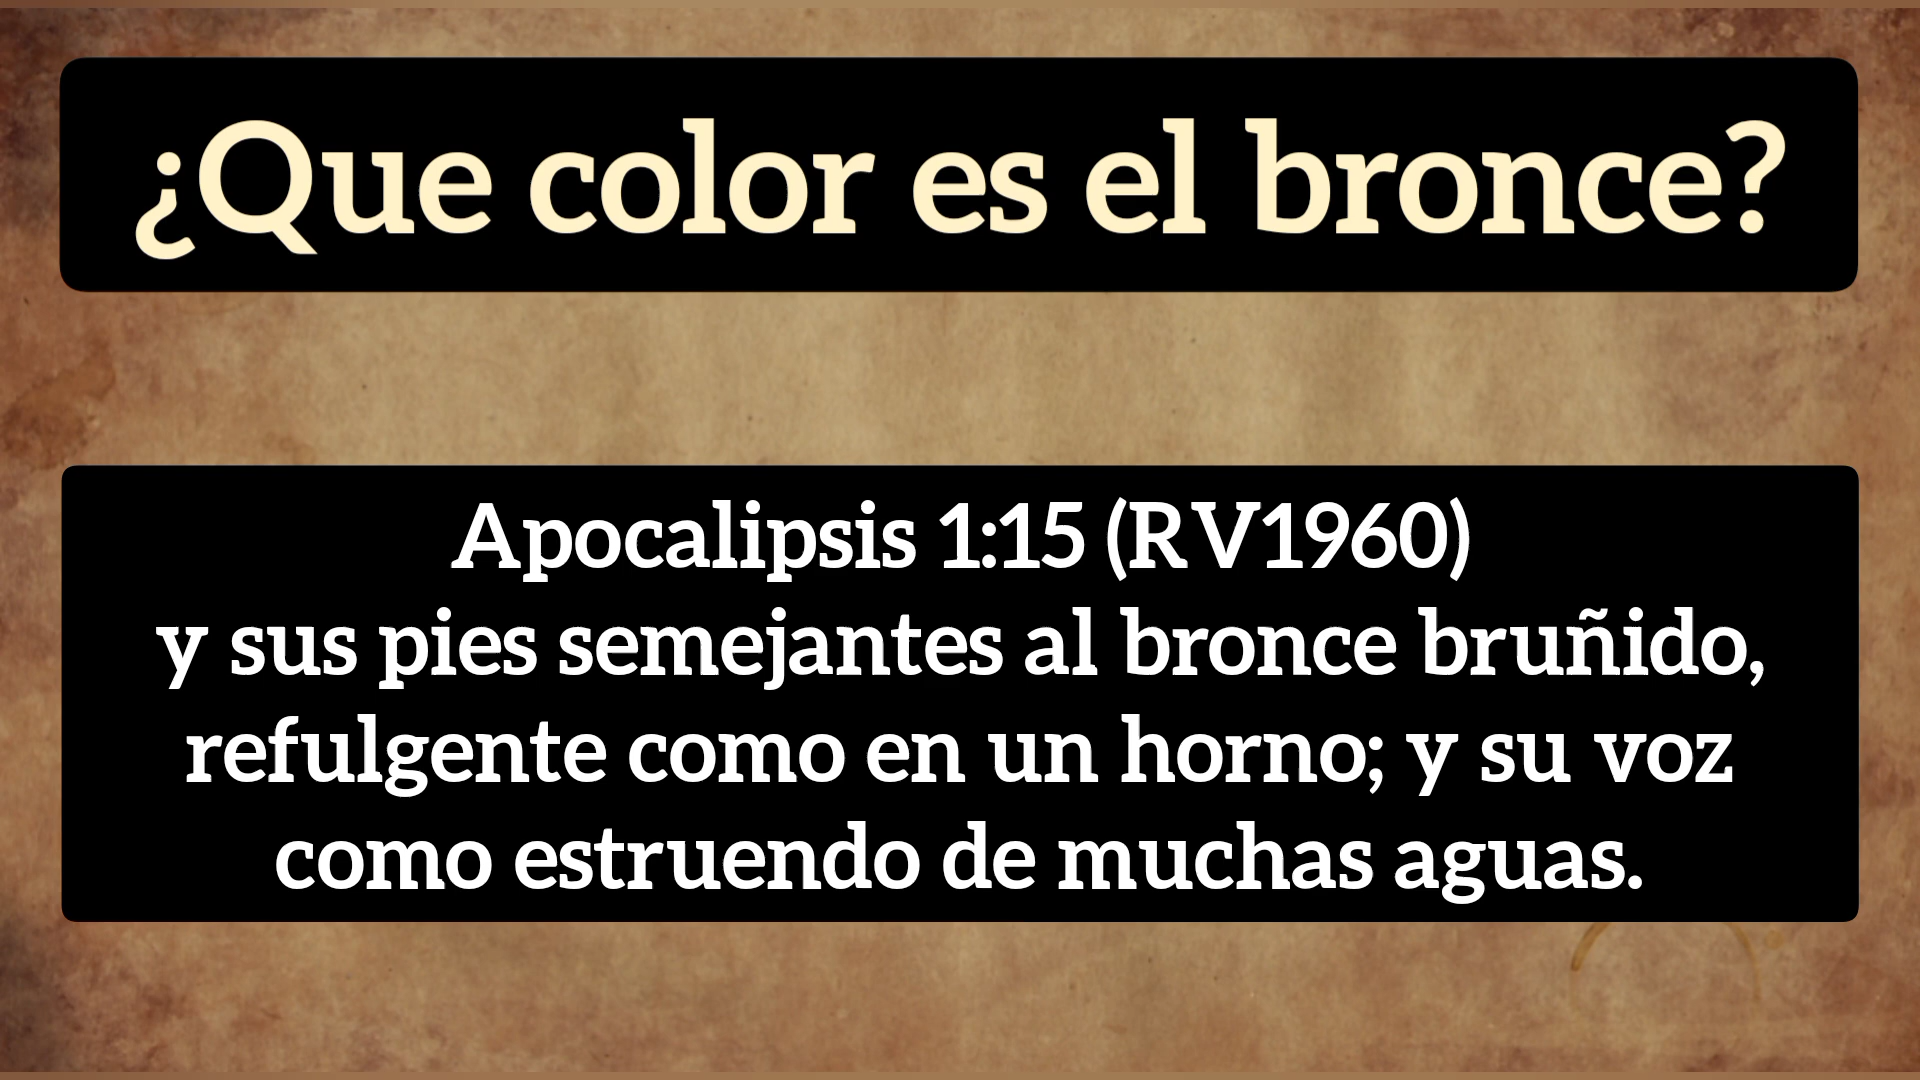 ¿Que color es el bronce?
Apocalipsis 1:15 (RV1960)
y sus pies semejantes al bronce bruñido,
refulgente como en un horno; y su voz
como estruendo de muchas aguas.